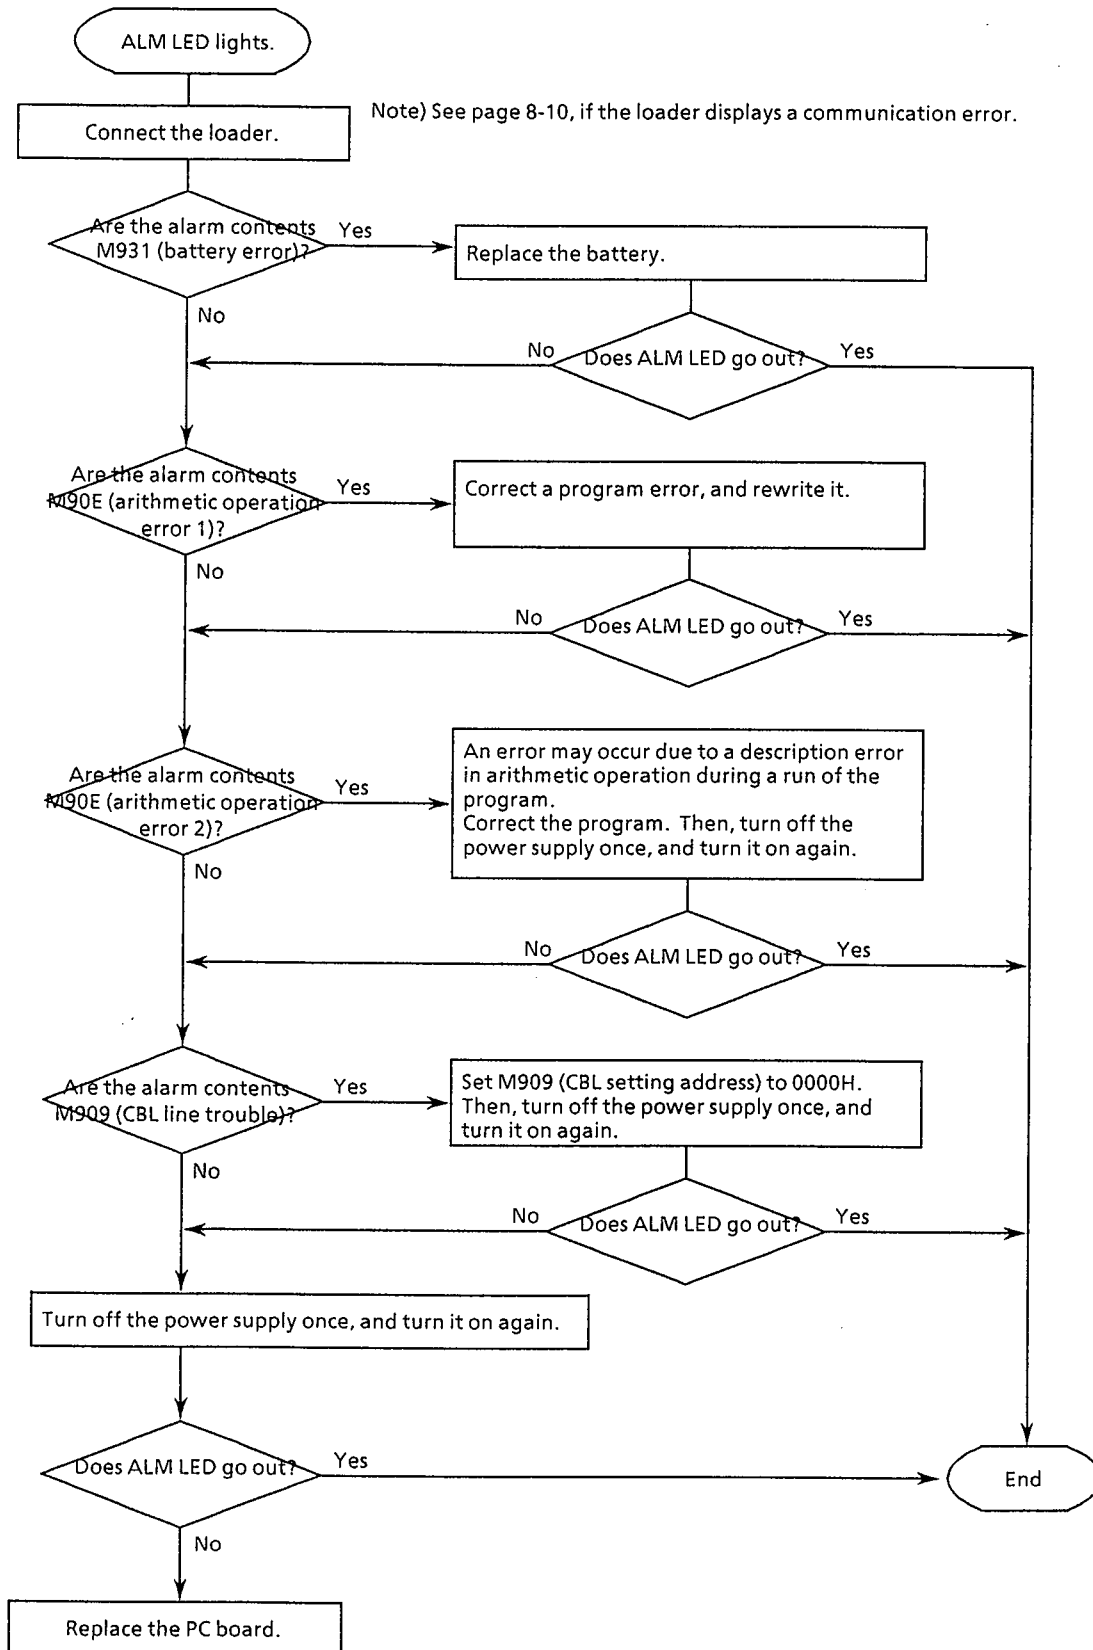 ALM LED lights.
Note) See page 8-10, if the loader displays a communication error.
Connect the loader.
Are the alarm contents
M931 (battery error)?
Yes
Replace the battery.
No
No
Does ALM LED go out?
Yes
Are the alarm contents
M90E (arithmetic operation
error 1)?
Yes
Correct a program error, and rewrite it.
No
No
Does ALM LED go out?
Yes
Are the alarm contents
M90E (arithmetic operation
error 2)?
Yes
An error may occur due to a description error
in arithmetic operation during a run of the
program.
Correct the program. Then, turn off the
power supply once, and turn it on again.
No
No
Does ALM LED go out?
Yes
Are the alarm contents
M909 (CBL line trouble)?
Yes
Set M909 (CBL setting address) to 0000H.
Then, turn off the power supply once, and
turn it on again.
No
No
Does ALM LED go out?
Yes
Turn off the power supply once, and turn it on again.
Does ALM LED go out?
Yes
End
No
Replace the PC board.